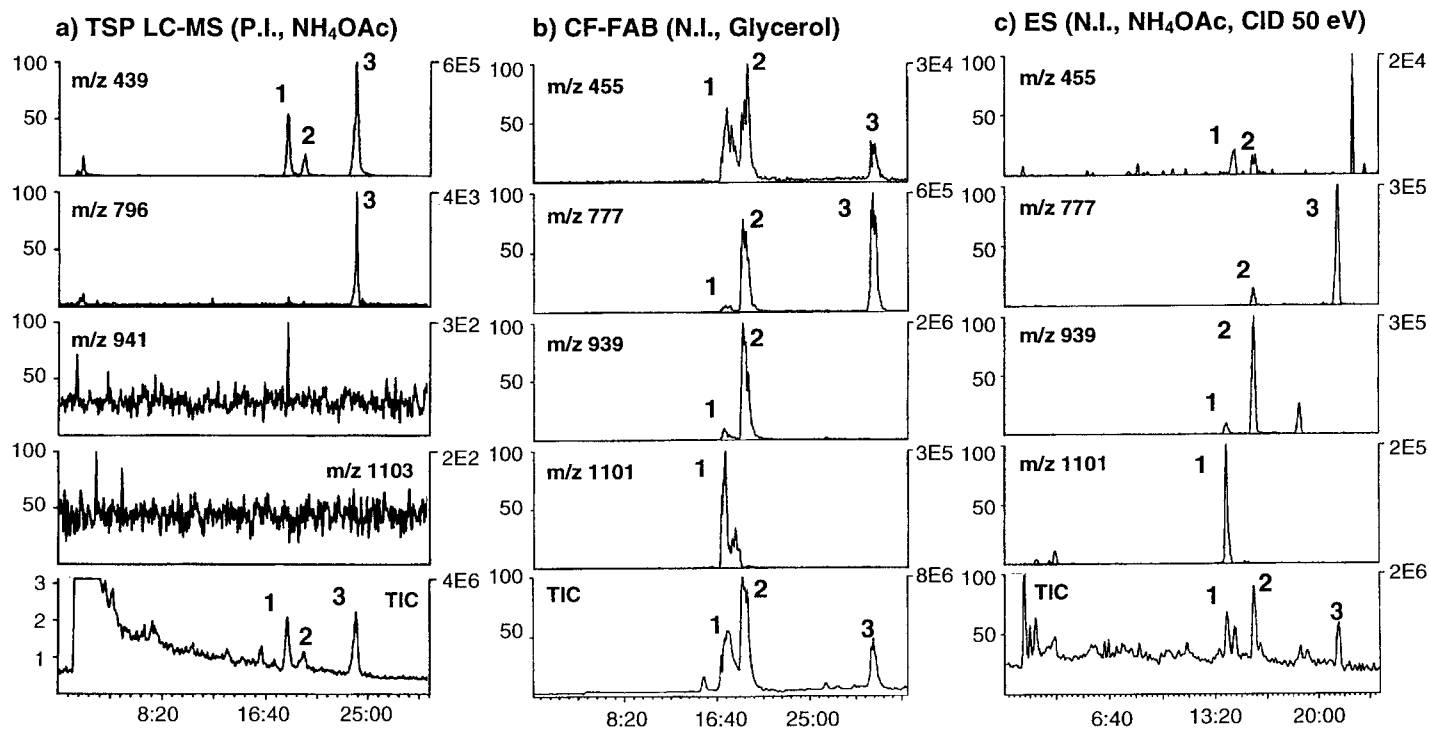 a) TSP LC-MS (P.I., NH₄OAc)
100
50
m/z 439
1
2
3
6E5
100
50
m/z 796
3
4E3
100
50
m/z 941
3E2
100
50
m/z 1103
2E2
3
2
1
TIC
1
2
3
4E6
8:20 16:40 25:00
b) CF-FAB (N.I., Glycerol)
100
50
m/z 455
1
2
3
3E4
100
50
m/z 777
1
2
3
6E5
100
50
m/z 939
1
2
2E6
100
50
m/z 1101
1
3E5
100
50
TIC
1
2
3
8E6
8:20 16:40 25:00
c) ES (N.I., NH₄OAc, CID 50 eV)
100
50
m/z 455
1
2
2E4
100
50
m/z 777
2
3
3E5
100
50
m/z 939
1
2
3E5
100
50
m/z 1101
1
2E5
100
50
TIC
1
2
3
2E6
6:40 13:20 20:00